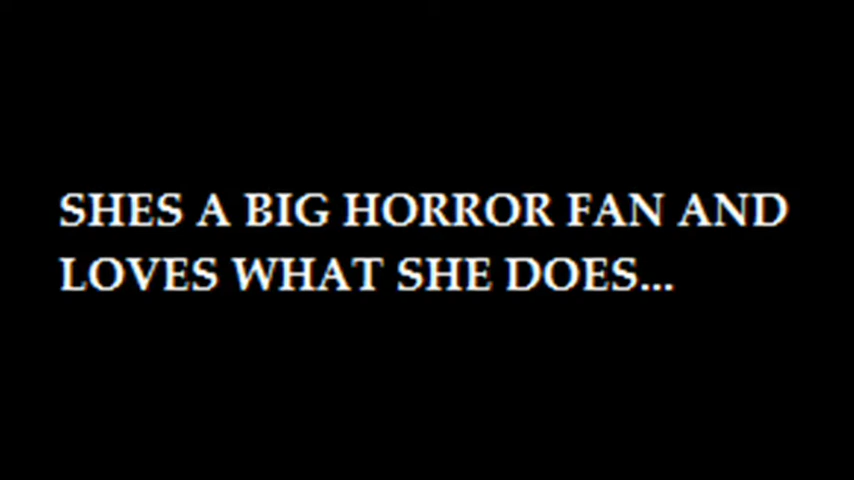 SHES A BIG HORROR FAN AND
LOVES WHAT SHE DOES...